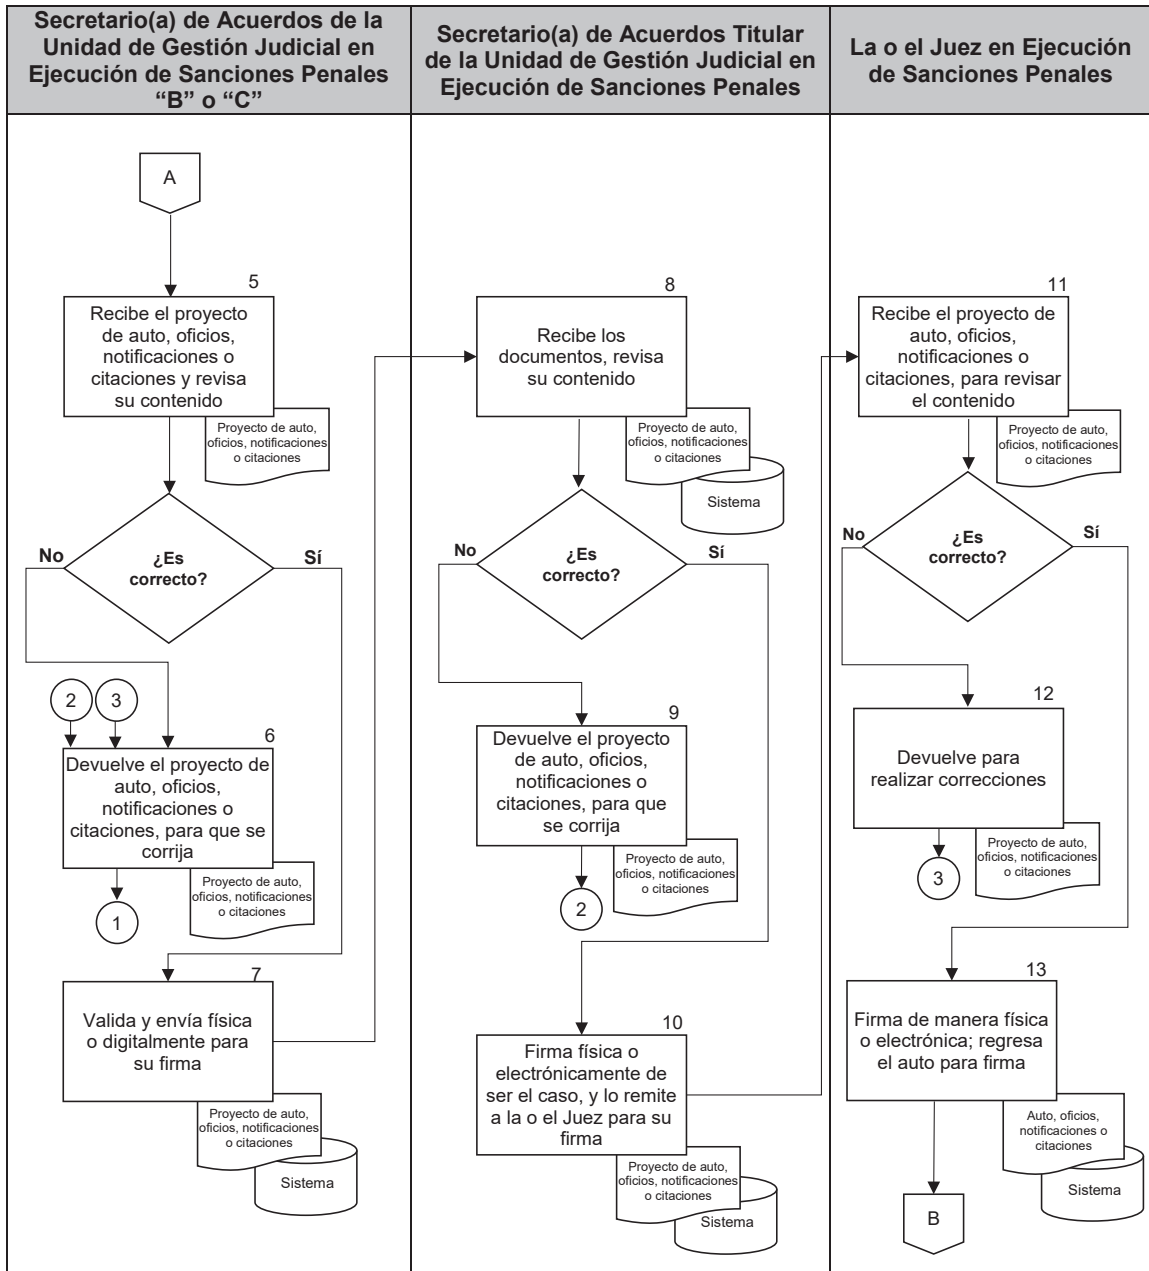 Secretario(a) de Acuerdos de la
Unidad de Gestión Judicial en
Ejecución de Sanciones Penales
“B” o “C”
Secretario(a) de Acuerdos Titular
de la Unidad de Gestión Judicial en
Ejecución de Sanciones Penales
La o el Juez en Ejecución
de Sanciones Penales
A
5
Recibe el proyecto
de auto, oficios,
notificaciones o
citaciones y revisa
su contenido
Proyecto de auto,
oficios, notificaciones
o citaciones
¿Es
correcto?
No
Sí
2
3
6
Devuelve el proyecto de
auto, oficios,
notificaciones o
citaciones, para que se
corrija
Proyecto de auto,
oficios, notificaciones
o citaciones
1
7
Valida y envía física
o digitalmente para
su firma
Proyecto de auto,
oficios, notificaciones
o citaciones
Sistema
8
Recibe los
documentos, revisa
su contenido
Proyecto de auto,
oficios, notificaciones
o citaciones
Sistema
¿Es
correcto?
No
Sí
9
Devuelve el proyecto
de auto, oficios,
notificaciones o
citaciones, para que
se corrija
Proyecto de auto,
oficios, notificaciones
o citaciones
2
10
Firma física o
electrónicamente de
ser el caso, y lo remite
a la o el Juez para su
firma
Proyecto de auto,
oficios, notificaciones
o citaciones
Sistema
11
Recibe el proyecto de
auto, oficios,
notificaciones o
citaciones, para revisar
el contenido
Proyecto de auto,
oficios, notificaciones
o citaciones
¿Es
correcto?
No
Sí
12
Devuelve para
realizar correcciones
Proyecto de auto,
oficios, notificaciones
o citaciones
3
13
Firma de manera física
o electrónica; regresa
el auto para firma
Auto, oficios,
notificaciones o
citaciones
Sistema
B